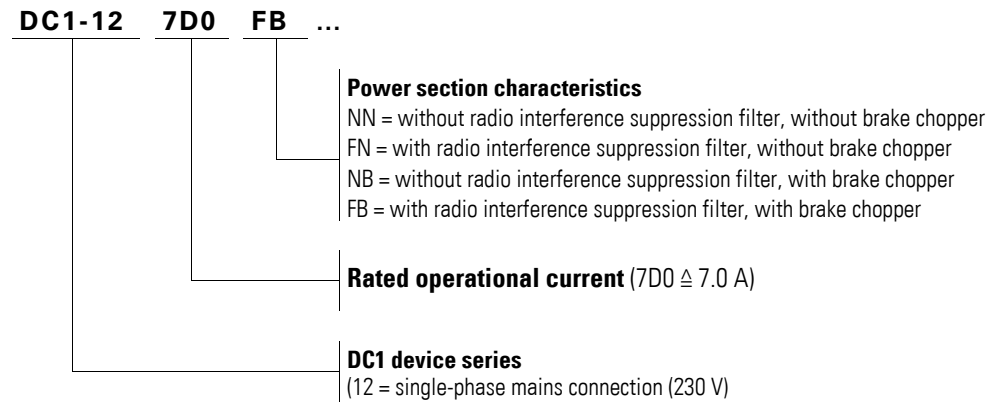 DC1-12 7D0 FB ...
Power section characteristics
NN = without radio interference suppression filter, without brake chopper
FN = with radio interference suppression filter, without brake chopper
NB = without radio interference suppression filter, with brake chopper
FB = with radio interference suppression filter, with brake chopper
Rated operational current (7D0 ≙ 7.0 A)
DC1 device series
(12 = single-phase mains connection (230 V)